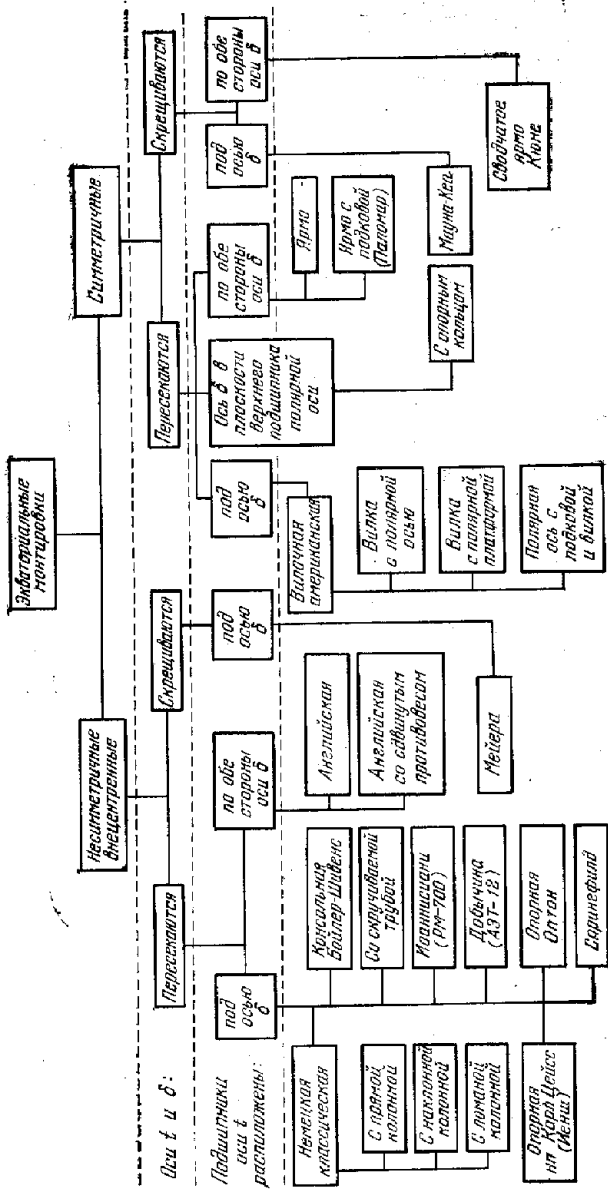 Экваториальные
монтировки
Несимметричные
внецентренные
Симметричные
Оси t и δ:
Пересекаются
Скрещиваются
Пересекаются
Скрещиваются
Подшипники
оси t
расположены:
под
осью
δ
по обе
стороны
оси δ
под
осью
δ
под
осью
δ
Ось δ в
плоскости
верхнего
подшипника
полярной
оси
по обе
стороны
оси δ
под
осью
δ
по обе
стороны
оси δ
Немецкая
классическая
С прямой
колонной
С наклонной
колонной
С ломаной
колонной
Опорная
нп Карл Цейсс
(Йена)
Консольная
Бойлер-Шивенс
Со скручиваемой
трубой
Иоаннисиани
(РМ-700)
Добычина
(АЗТ-12)
Опорная
Оптон
Спрингфилд
Английская
Английская
со сдвинутым
противовесом
Мейера
Вилочная
американская
Вилка
с полярной
осью
Вилка
с полярной
платформой
Полярная
ось с
подковой
и вилкой
С опорным
кольцом
Ярмо
Ярмо с
подковой
(Паломар)
Мауна-Кеа
Сводчатое
ярмо
Кюне